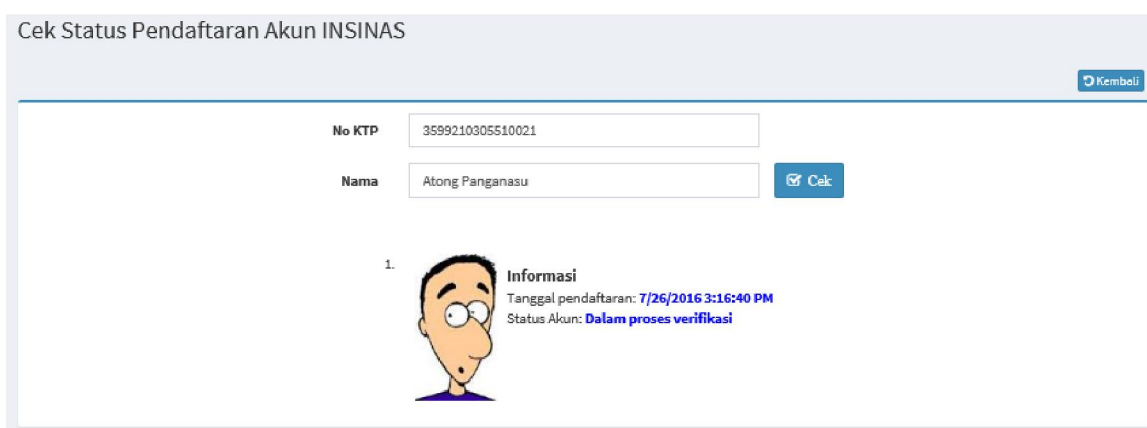 Cek Status Pendaftaran Akun INSINAS
Kembali
No KTP 3599210305510021
Nama Atong Panganasu Cek
1. Informasi
Tanggal pendaftaran: 7/26/2016 3:16:40 PM
Status Akun: Dalam proses verifikasi